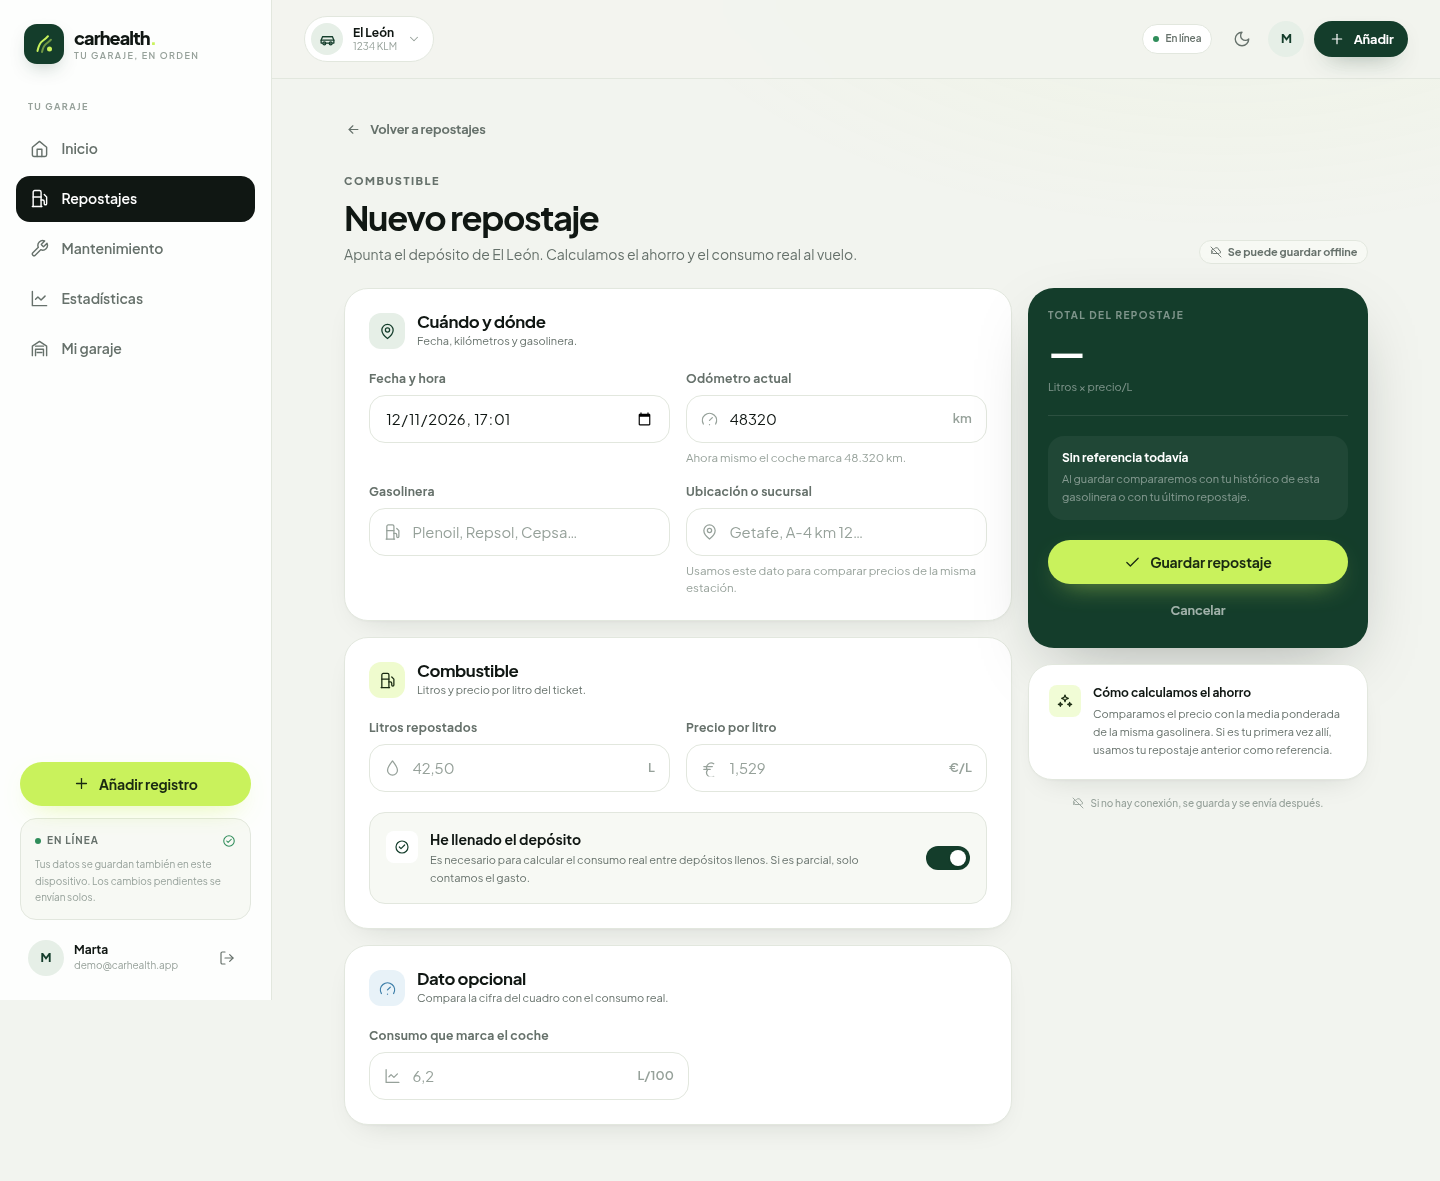 carhealth.
TU GARAJE, EN ORDEN
TU GARAJE
Inicio
Repostajes
Mantenimiento
Estadísticas
Mi garaje
Añadir registro
EN LÍNEA
Tus datos se guardan también en este
dispositivo. Los cambios pendientes se
envían solos.
M
Marta
demo@carhealth.app
El León
1234 KLM
En línea
M
Añadir
Volver a repostajes
COMBUSTIBLE
Nuevo repostaje
Apunta el depósito de El León. Calculamos el ahorro y el consumo real al vuelo.
Se puede guardar offline
Cuándo y dónde
Fecha, kilómetros y gasolinera.
Fecha y hora
12/11/2026, 17:01
Odómetro actual
48320 km
Ahora mismo el coche marca 48.320 km.
Gasolinera
Plenoil, Repsol, Cepsa...
Ubicación o sucursal
Getafe, A-4 km 12...
Usamos este dato para comparar precios de la misma
estación.
Combustible
Litros y precio por litro del ticket.
Litros repostados
42,50 L
Precio por litro
€ 1,529 €/L
He llenado el depósito
Es necesario para calcular el consumo real entre depósitos llenos. Si es parcial, solo
contamos el gasto.
Dato opcional
Compara la cifra del cuadro con el consumo real.
Consumo que marca el coche
6,2 L/100
TOTAL DEL REPOSTAJE
—
Litros × precio/L
Sin referencia todavía
Al guardar compararemos con tu histórico de esta
gasolinera o con tu último repostaje.
Guardar repostaje
Cancelar
Cómo calculamos el ahorro
Comparamos el precio con la media ponderada
de la misma gasolinera. Si es tu primera vez allí,
usamos tu repostaje anterior como referencia.
Si no hay conexión, se guarda y se envía después.